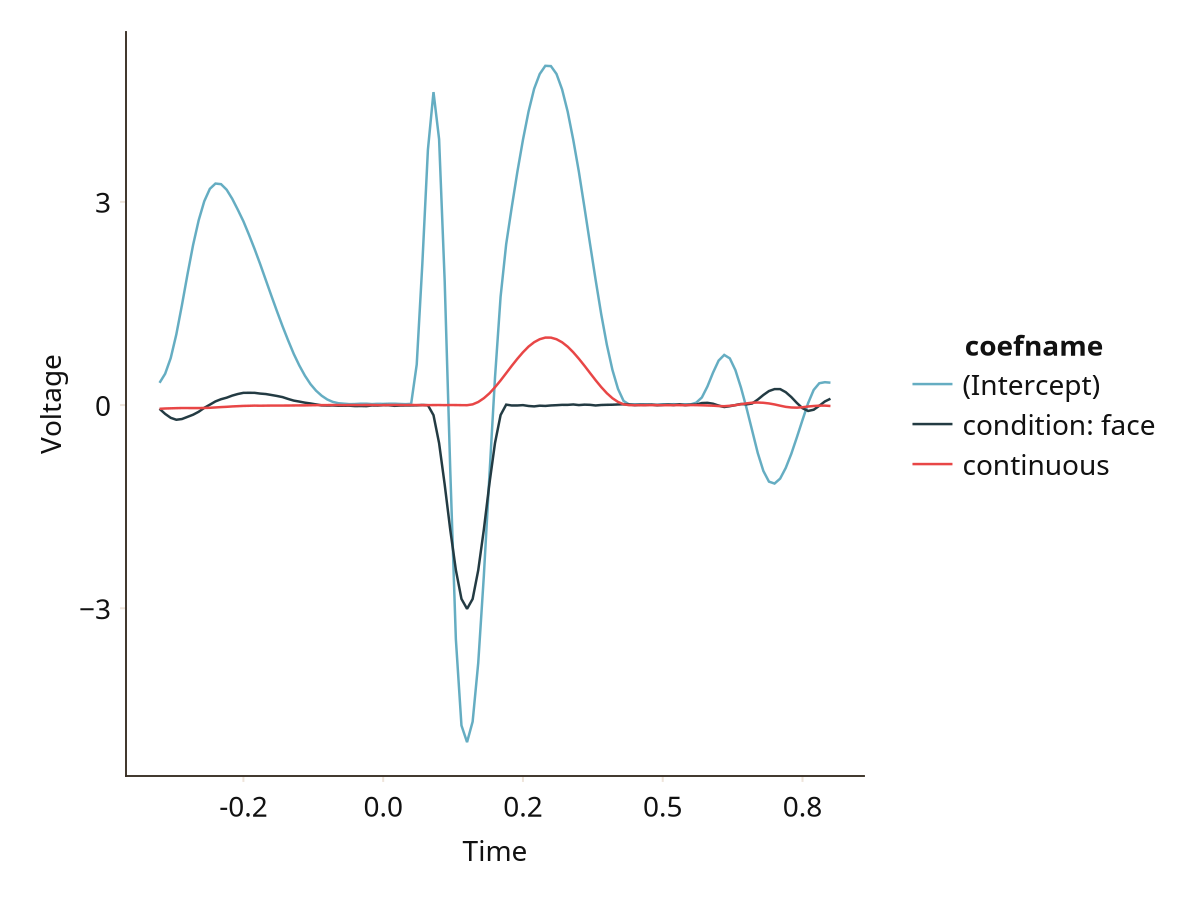 3
0
−3
Voltage
-0.2
0.0
0.2
0.5
0.8
Time
coefname
(Intercept)
condition: face
continuous